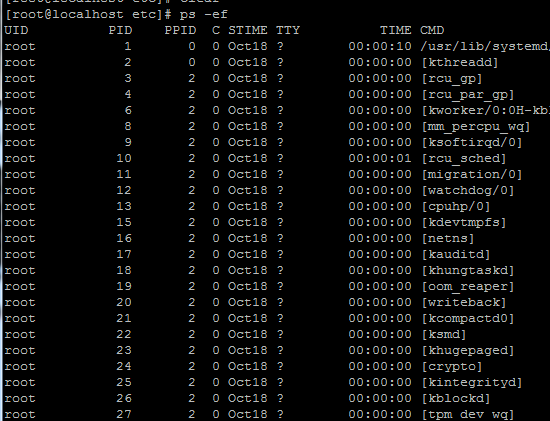 [root@localhost etc]# clear
[root@localhost etc]# ps -ef
UID PID PPID C STIME TTY TIME CMD
root 1 0 0 Oct18 ? 00:00:10 /usr/lib/systemd/
root 2 0 0 Oct18 ? 00:00:00 [kthreadd]
root 3 2 0 Oct18 ? 00:00:00 [rcu_gp]
root 4 2 0 Oct18 ? 00:00:00 [rcu_par_gp]
root 6 2 0 Oct18 ? 00:00:00 [kworker/0:0H-kbl
root 8 2 0 Oct18 ? 00:00:00 [mm_percpu_wq]
root 9 2 0 Oct18 ? 00:00:00 [ksoftirqd/0]
root 10 2 0 Oct18 ? 00:00:01 [rcu_sched]
root 11 2 0 Oct18 ? 00:00:00 [migration/0]
root 12 2 0 Oct18 ? 00:00:00 [watchdog/0]
root 13 2 0 Oct18 ? 00:00:00 [cpuhp/0]
root 15 2 0 Oct18 ? 00:00:00 [kdevtmpfs]
root 16 2 0 Oct18 ? 00:00:00 [netns]
root 17 2 0 Oct18 ? 00:00:00 [kauditd]
root 18 2 0 Oct18 ? 00:00:00 [khungtaskd]
root 19 2 0 Oct18 ? 00:00:00 [oom_reaper]
root 20 2 0 Oct18 ? 00:00:00 [writeback]
root 21 2 0 Oct18 ? 00:00:00 [kcompactd0]
root 22 2 0 Oct18 ? 00:00:00 [ksmd]
root 23 2 0 Oct18 ? 00:00:00 [khugepaged]
root 24 2 0 Oct18 ? 00:00:00 [crypto]
root 25 2 0 Oct18 ? 00:00:00 [kintegrityd]
root 26 2 0 Oct18 ? 00:00:00 [kblockd]
root 27 2 0 Oct18 ? 00:00:00 [tpm_dev_wq]